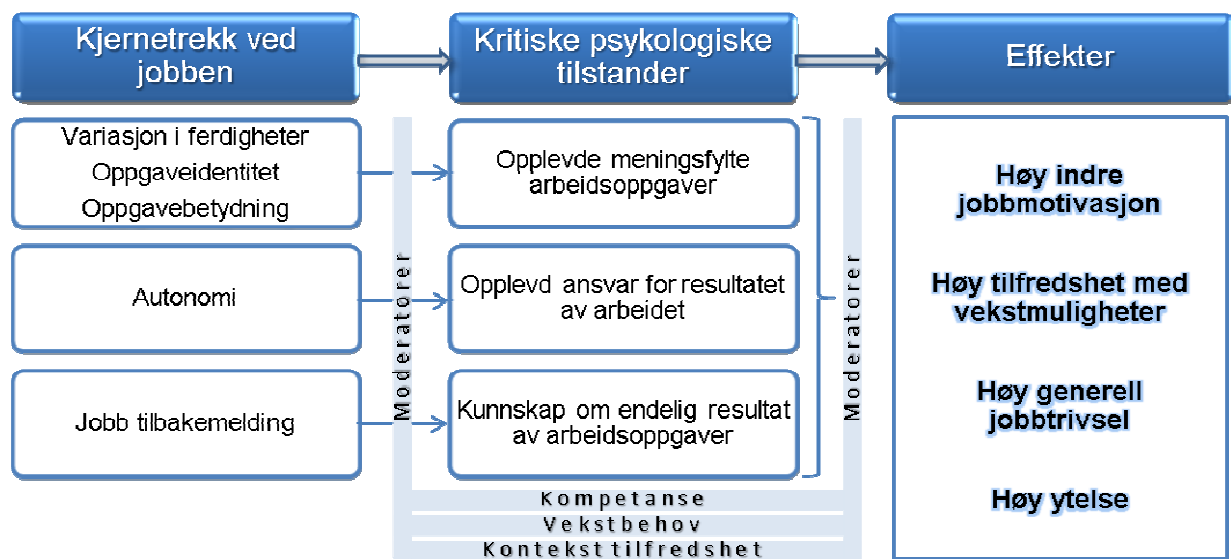 Kjernetrekk ved
jobben
Kritiske psykologiske
tilstander
Effekter
Variasjon i ferdigheter
Oppgaveidentitet
Oppgavebetydning
Autonomi
Jobb tilbakemelding
Moderatorer
Opplevde meningsfylte
arbeidsoppgaver
Opplevd ansvar for resultatet
av arbeidet
Kunnskap om endelig resultat
av arbeidsoppgaver
Moderatorer
Kompetanse
Vekstbehov
Kontekst tilfredshet
Høy indre
jobbmotivasjon
Høy tilfredshet med
vekstmuligheter
Høy generell
jobbtrivsel
Høy ytelse